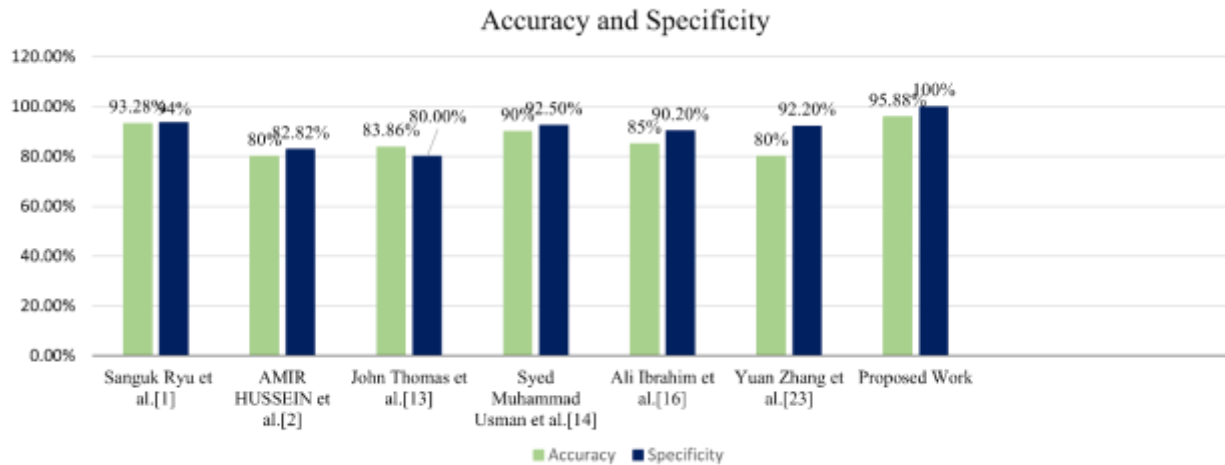 Accuracy and Specificity
120.00%
100.00%
80.00%
60.00%
40.00%
20.00%
0.00%
93.28%
94%
80%
82.82%
83.86%
80.00%
90%
92.50%
85%
90.20%
80%
92.20%
95.88%
100%
Sanguk Ryu et
al.[1]
AMIR
HUSSEIN et
al.[2]
John Thomas et
al.[13]
Syed
Muhammad
Usman et al.[14]
Ali Ibrahim et
al.[16]
Yuan Zhang et
al.[23]
Proposed Work
Accuracy
Specificity